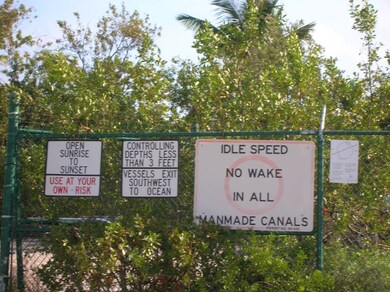 OPEN
SUNRISE
TO
SUNSET
USE AT YOUR
OWN - RISK
CONTROLLING
DEPTHS LESS
THAN 3 FEET
VESSELS EXIT
SOUTHWEST
TO OCEAN
IDLE SPEED
NO WAKE
IN ALL
MANMADE CANALS